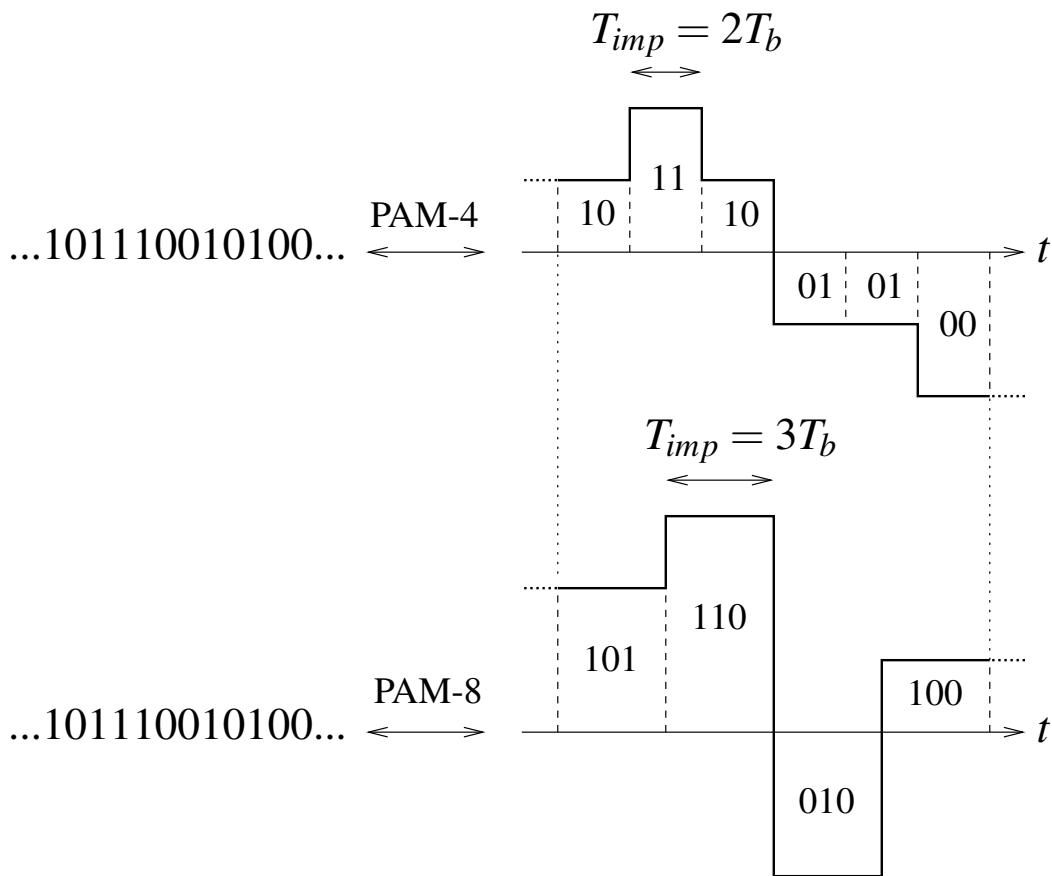 T_imp = 2T_b
11
10
10
PAM-4
...101110010100...
t
01
01
00
T_imp = 3T_b
110
101
100
PAM-8
...101110010100...
t
010